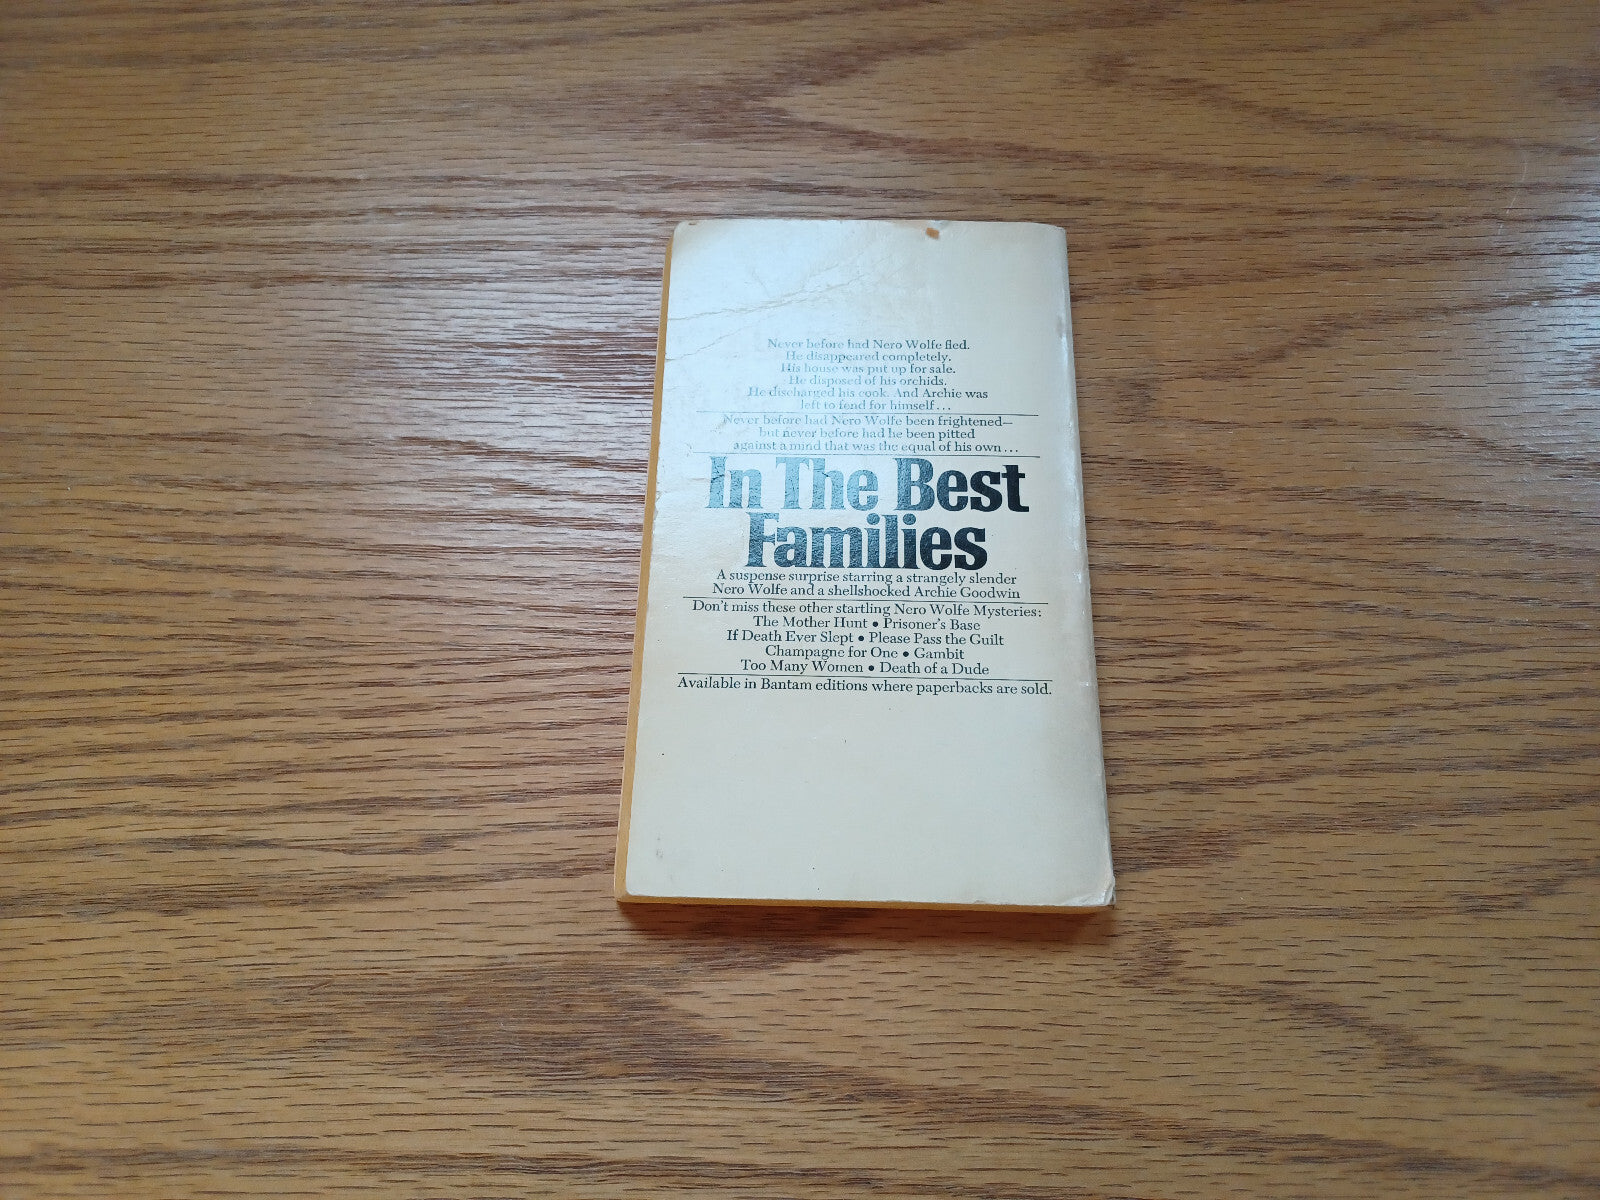 Never before had Nero Wolfe fled.
He disappeared completely.
His house was put up for sale.
He disposed of his orchids.
He discharged his cook. And Archie was
left to fend for himself...
Never before had Nero Wolfe been frightened—
but never before had he been pitted
against a mind that was the equal of his own...
In The Best
Families
A suspense surprise starring a strangely slender
Nero Wolfe and a shellshocked Archie Goodwin
Don't miss these other startling Nero Wolfe Mysteries:
The Mother Hunt • Prisoner's Base
If Death Ever Slept • Please Pass the Guilt
Champagne for One • Gambit
Too Many Women • Death of a Dude
Available in Bantam editions where paperbacks are sold.